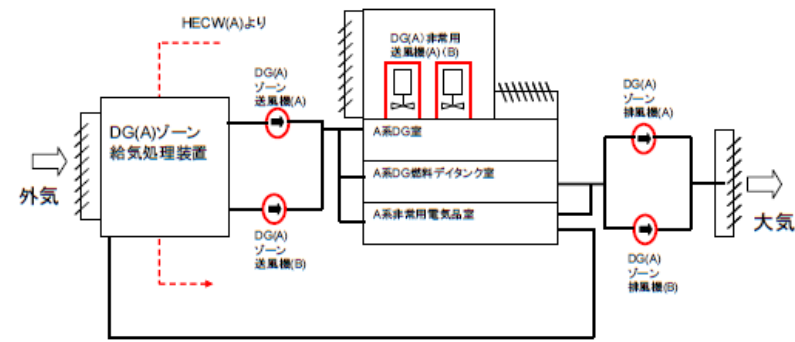 HECW(A)より
DG(A)非常用
送風機(A)(B)
DG(A)
ゾーン
送風機(A)
DG(A)
ゾーン
排風機(A)
DG(A)ゾーン
給気処理装置
A系DG室
A系DG燃料デイタンク室
A系非常用電気品室
外気
大気
DG(A)
ゾーン
送風機(B)
DG(A)
ゾーン
排風機(B)